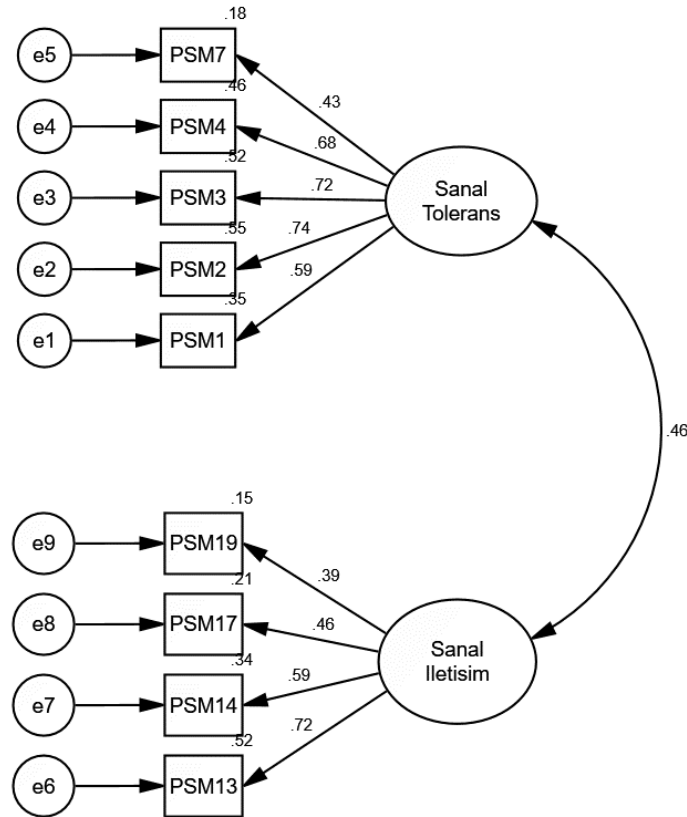 .18
e5
PSM7
.46
.43
e4
PSM4
.68
.52
e3
PSM3
.72
Sanal
Tolerans
.55
e2
PSM2
.74
.35
.59
e1
PSM1
.46
.15
e9
PSM19
.39
.21
e8
PSM17
.46
.34
Sanal
Iletisim
e7
PSM14
.59
.52
.72
e6
PSM13